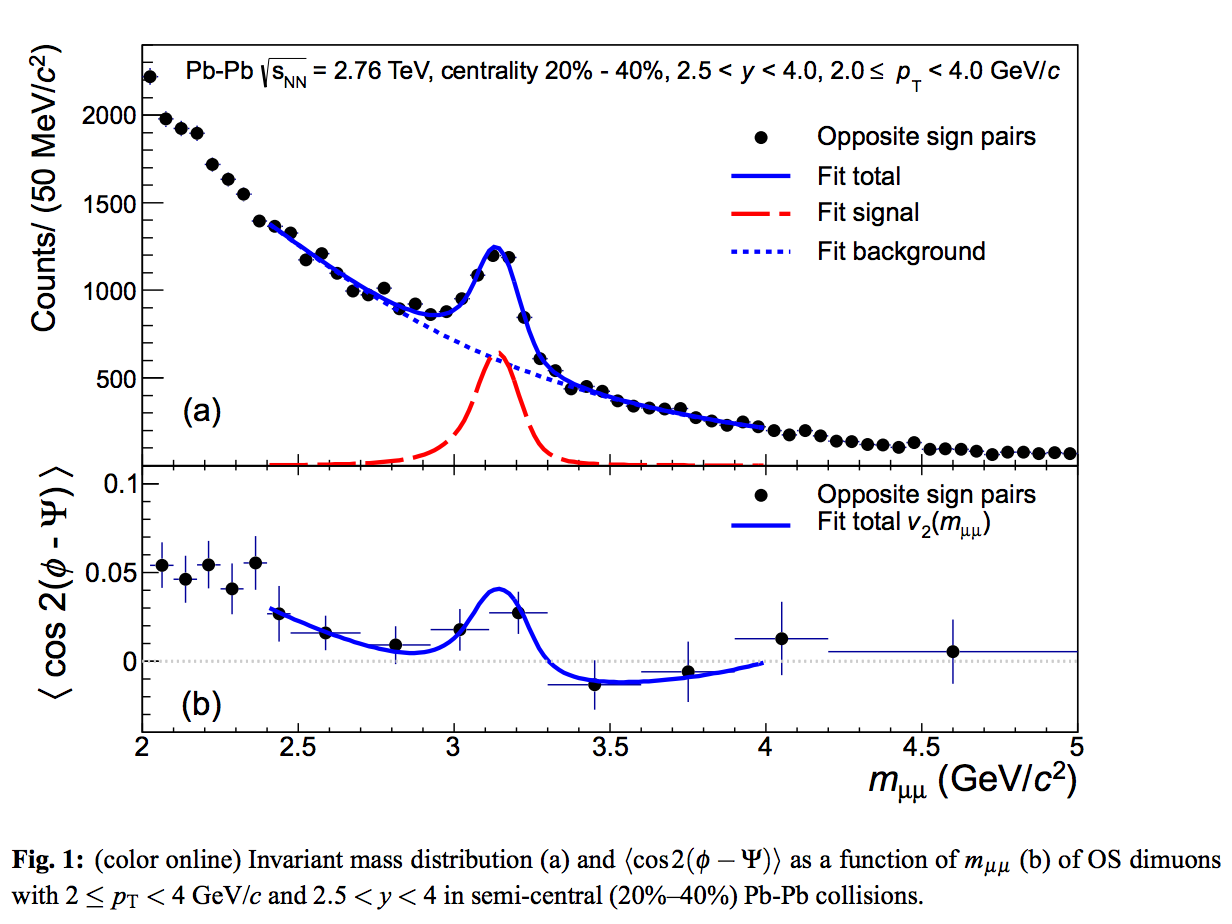 Pb-Pb √s_NN = 2.76 TeV, centrality 20% - 40%, 2.5 < y < 4.0, 2.0 ≤ p_T < 4.0 GeV/c
Counts/ (50 MeV/c²)
2000
1500
1000
500
Opposite sign pairs
Fit total
Fit signal
Fit background
(a)
⟨ cos 2(ϕ - Ψ) ⟩
0.1
0.05
0
Opposite sign pairs
Fit total v₂(m_μμ)
(b)
2 2.5 3 3.5 4 4.5 5
m_μμ (GeV/c²)
Fig. 1: (color online) Invariant mass distribution (a) and ⟨cos2(ϕ − Ψ)⟩ as a function of m_μμ (b) of OS dimuons
with 2 ≤ p_T < 4 GeV/c and 2.5 < y < 4 in semi-central (20%–40%) Pb-Pb collisions.